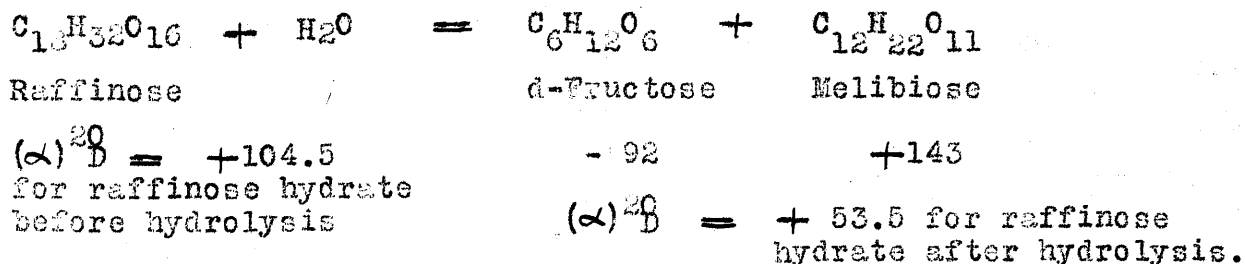 C₁₈H₃₂O₁₆ + H₂O = C₆H₁₂O₆ + C₁₂H₂₂O₁₁
Raffinose d-Fructose Melibiose
(α)²⁰D = +104.5 - 92 +143
for raffinose hydrate
before hydrolysis
(α)²⁰D = + 53.5 for raffinose
hydrate after hydrolysis.